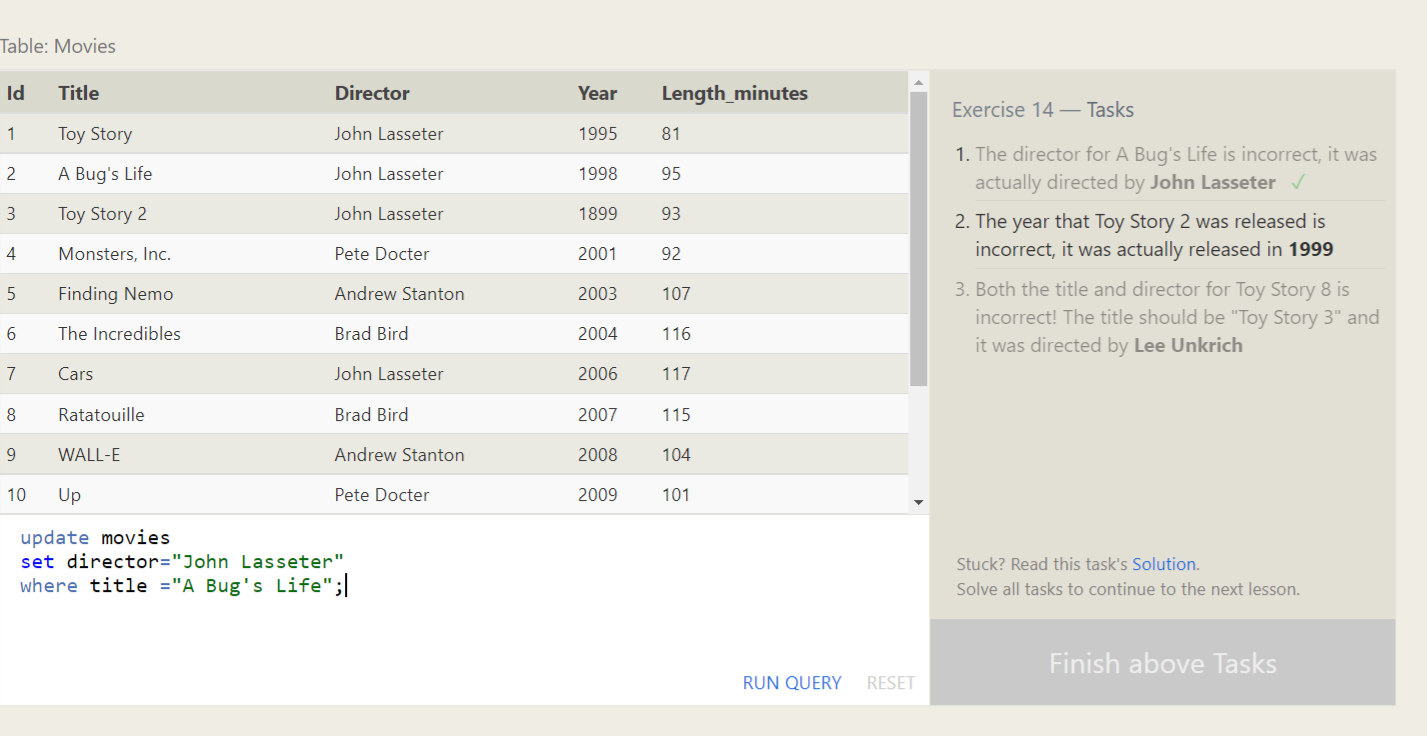 Table: Movies
Id Title Director Year Length_minutes
1 Toy Story John Lasseter 1995 81
2 A Bug's Life John Lasseter 1998 95
3 Toy Story 2 John Lasseter 1899 93
4 Monsters, Inc. Pete Docter 2001 92
5 Finding Nemo Andrew Stanton 2003 107
6 The Incredibles Brad Bird 2004 116
7 Cars John Lasseter 2006 117
8 Ratatouille Brad Bird 2007 115
9 WALL-E Andrew Stanton 2008 104
10 Up Pete Docter 2009 101
update movies
set director="John Lasseter"
where title ="A Bug's Life";
RUN QUERY RESET
Exercise 14 — Tasks
1. The director for A Bug's Life is incorrect, it was
actually directed by John Lasseter ✓
2. The year that Toy Story 2 was released is
incorrect, it was actually released in 1999
3. Both the title and director for Toy Story 8 is
incorrect! The title should be "Toy Story 3" and
it was directed by Lee Unkrich
Stuck? Read this task's Solution.
Solve all tasks to continue to the next lesson.
Finish above Tasks